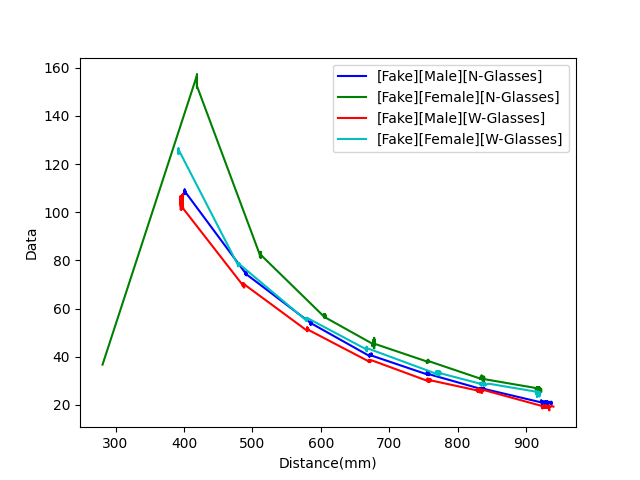 160
140
120
100
80
60
40
20
Data
300 400 500 600 700 800 900
Distance(mm)
[Fake][Male][N-Glasses]
[Fake][Female][N-Glasses]
[Fake][Male][W-Glasses]
[Fake][Female][W-Glasses]